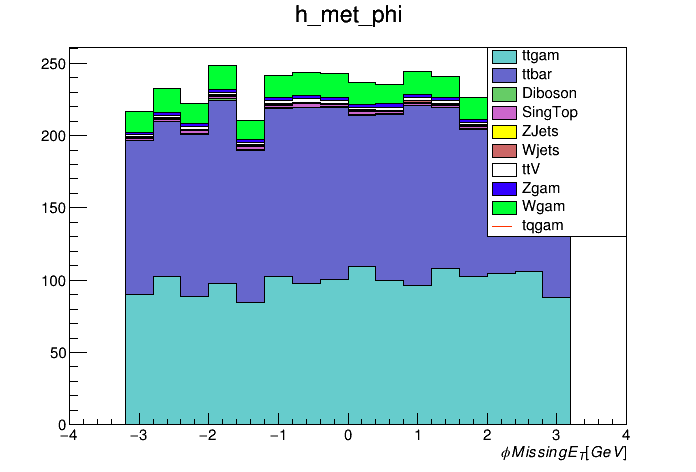 h_met_phi
250
200
150
100
50
0
−4 −3 −2 −1 0 1 2 3 4
ϕMissingE_T[GeV]
ttgam
ttbar
Diboson
SingTop
ZJets
Wjets
ttV
Zgam
Wgam
tqgam